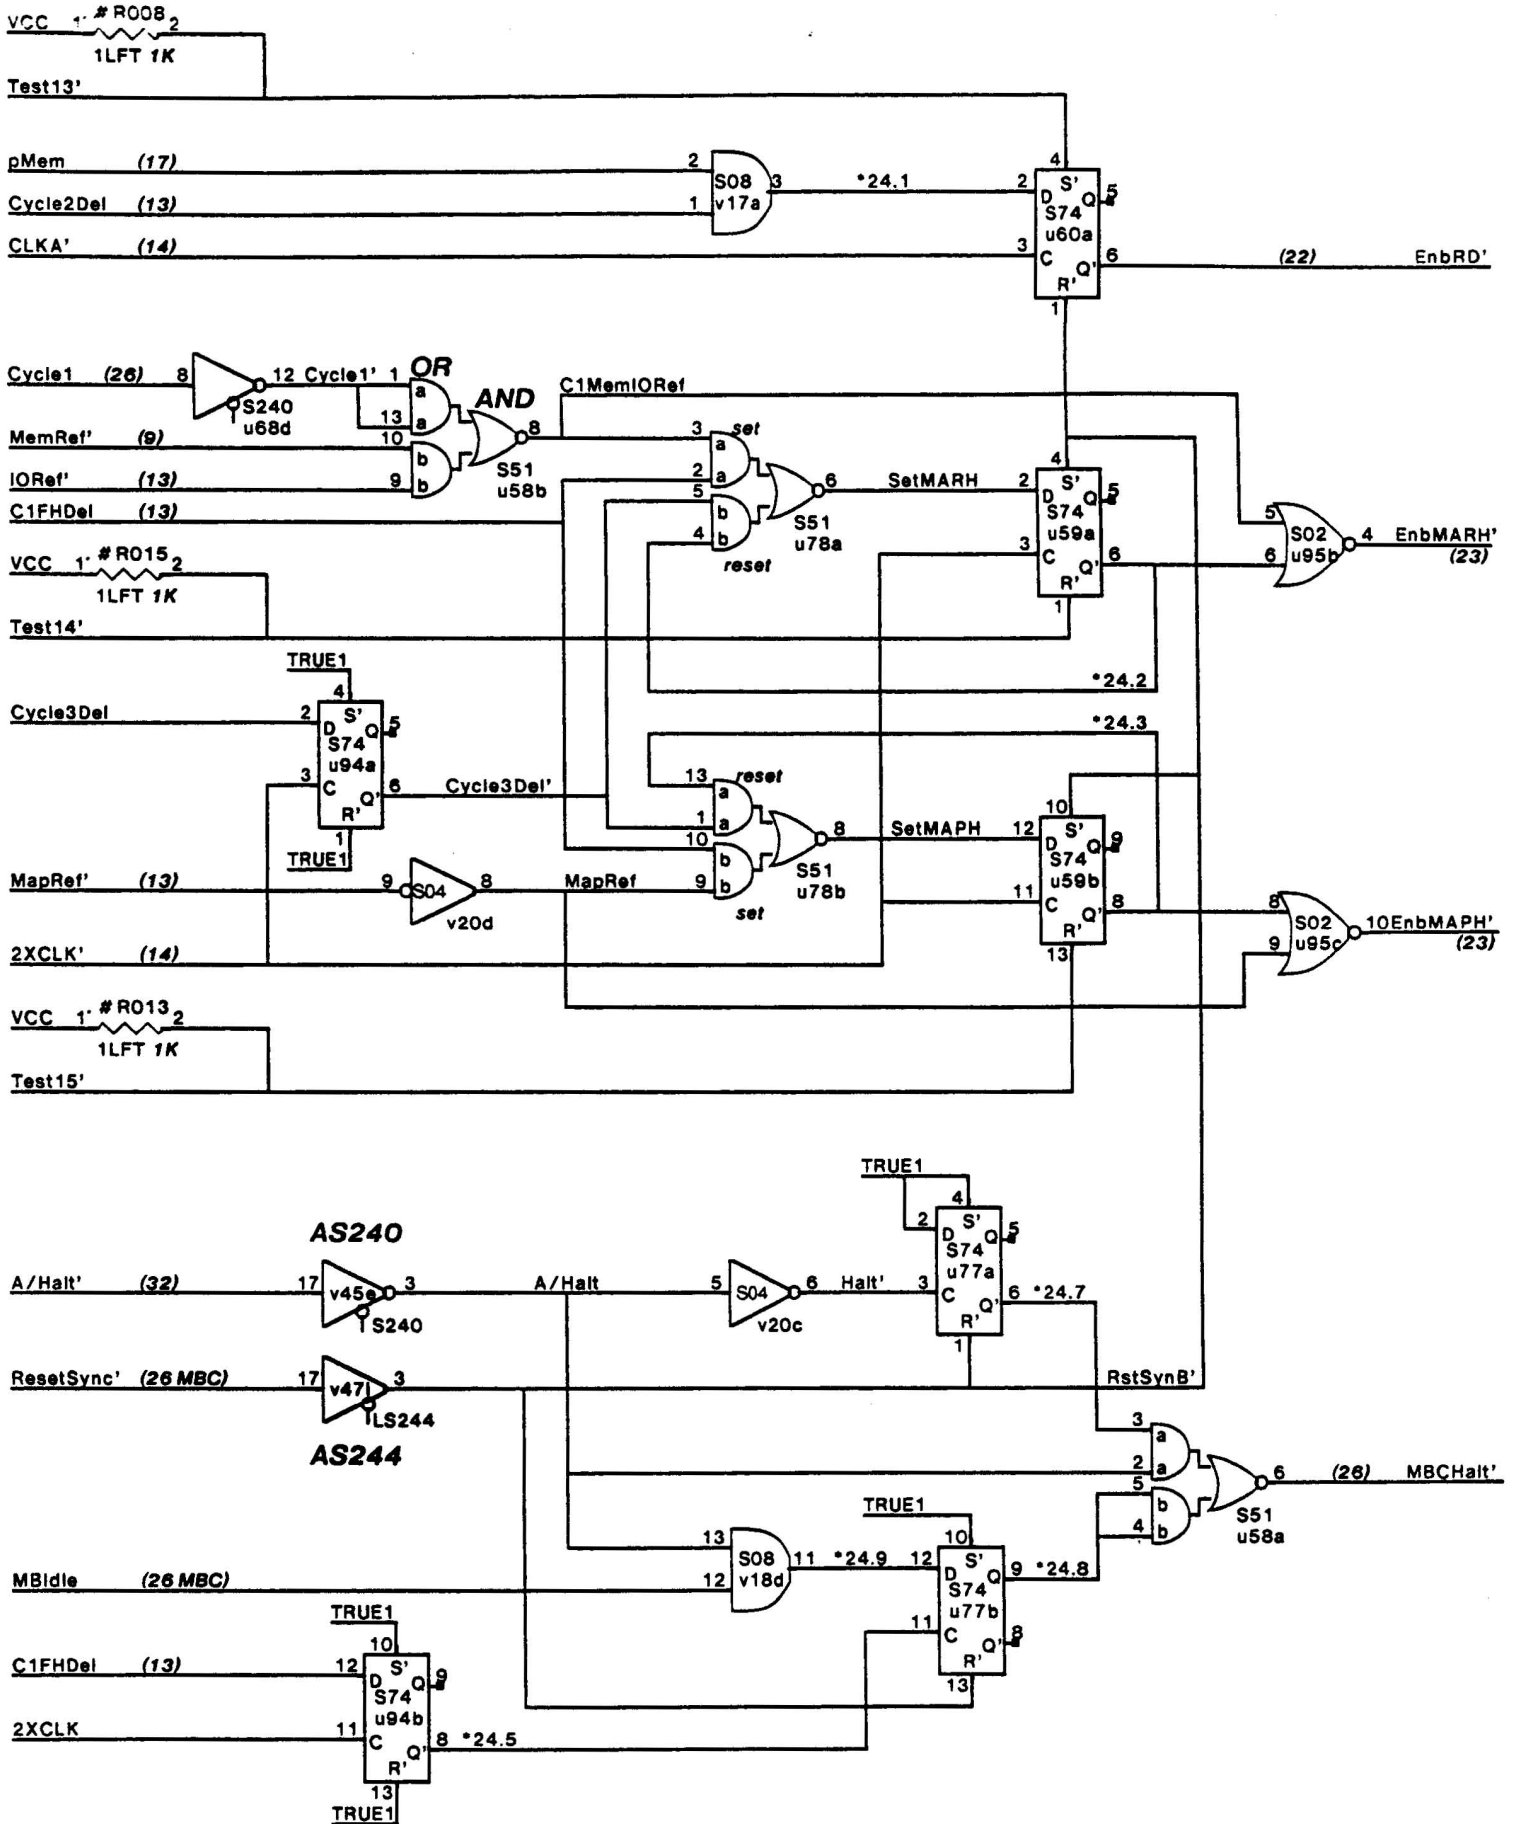 # R008
VCC 1' 2
1LFT 1K
Test13'
pMem (17) 2
Cycle2Del (13) 1
S08 v17a 3 *24.1
CLKA' (14)
4
2 D S' Q 5
S74
u60a
3 C Q' 6
R'
1
(22) EnbRD'
Cycle1 (26) 8 12 Cycle1' 1
S240
u68d
OR
AND
a
13 a
MemRef' (9) 10 b
IORef' (13) 9 b
8
S51
u58b
C1MemIORef
C1FHDel (13)
3 a set
2 a
5 b
4 b
reset
6 SetMARH
S51
u78a
4
2 D S' Q 5
S74
u59a
3 C Q' 6
R'
1
5
S02
6 u95b
4 EnbMARH'
(23)
# R015
VCC 1' 2
1LFT 1K
Test14'
*24.2
TRUE1
4
Cycle3Del 2 D S' Q 5
S74
u94a
3 C Q' 6 Cycle3Del'
R'
1
TRUE1
*24.3
13 a reset
1 a
10 b
9 b
set
8 SetMAPH
S51
u78b
10
12 D S' Q 9
S74
u59b
11 C Q' 8
R'
13
MapRef' (13) 9 S04 8 MapRef
v20d
8
S02
9 u95c
10EnbMAPH'
(23)
2XCLK' (14)
# R013
VCC 1' 2
1LFT 1K
Test15'
TRUE1
4
2 D S' Q 5
S74
u77a
3 C Q' 6 *24.7
R'
1
AS240
A/Halt' (32) 17 v45e 3 A/Halt 5 S04 6 Halt'
S240
v20c
ResetSync' (26 MBC) 17 v47l 3 RstSynB'
LS244
AS244
3 a
2 a
5 b
4 b
6 (26) MBCHalt'
S51
u58a
TRUE1
10
13
S08
12 v18d
11 *24.9 12 D S' Q 9 *24.8
S74
u77b
11 C Q' 8
R'
13
MBIdle (26 MBC)
TRUE1
10
C1FHDel (13) 12 D S' Q 9
S74
u94b
2XCLK 11 C Q' 8 *24.5
R'
13
TRUE1